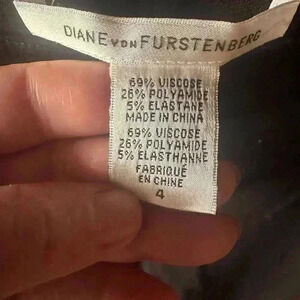 DIANE VON FURSTENBERG
69% VISCOSE
26% POLYAMIDE
5% ELASTANE
MADE IN CHINA
69% VISCOSE
26% POLYAMIDE
5% ELASTHANNE
FABRIQUÉ
EN CHINE
4